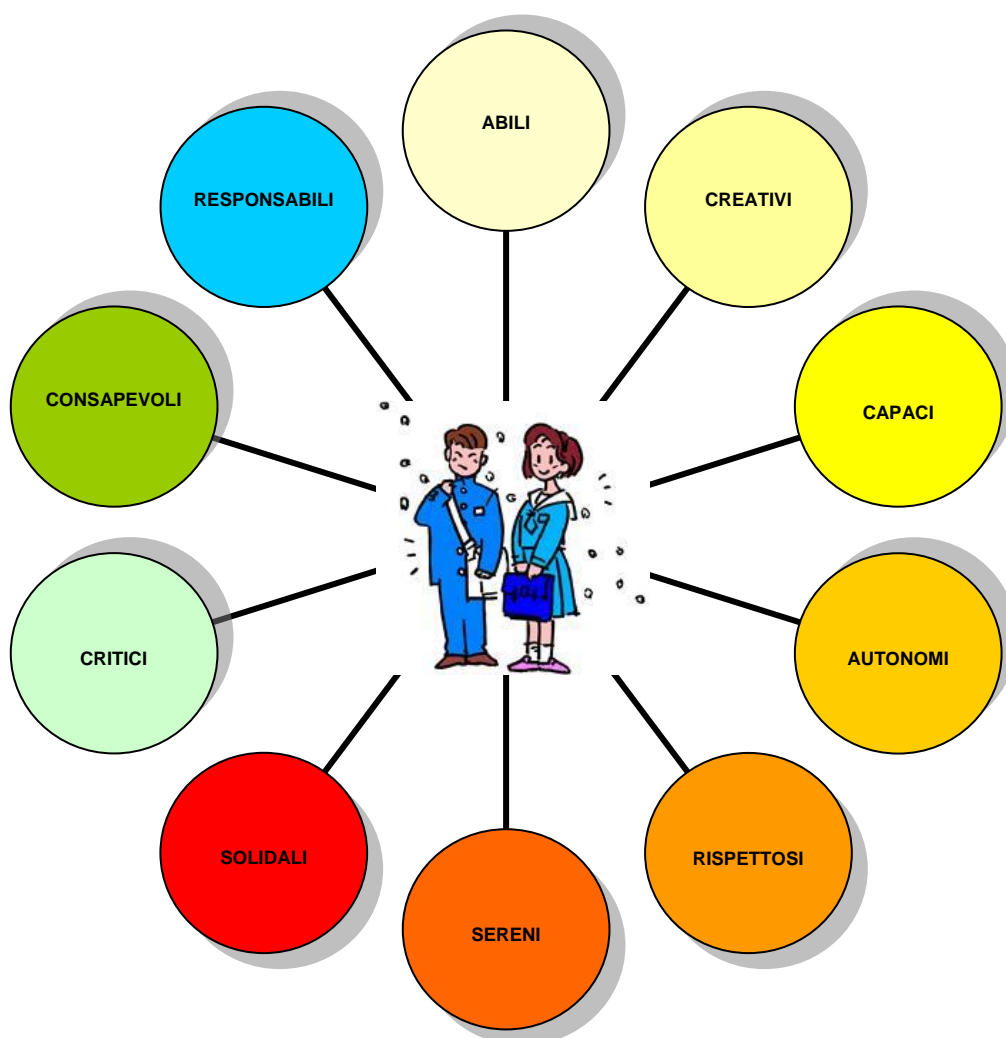 ABILI
CREATIVI
CAPACI
AUTONOMI
RISPETTOSI
SERENI
SOLIDALI
CRITICI
CONSAPEVOLI
RESPONSABILI